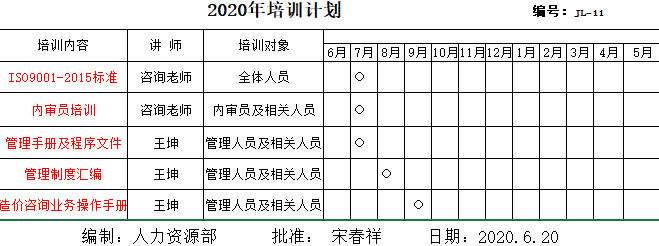 2020年培训计划 编号：JL-11
培训内容 讲 师 培训对象 6月 7月 8月 9月 10月 11月 12月 1月 2月 3月 4月 5月
ISO9001-2015标准 咨询老师 全体人员 ○
内审员培训 咨询老师 内审员及相关人员 ○
管理手册及程序文件 王坤 管理人员及相关人员 ○
管理制度汇编 王坤 管理人员及相关人员 ○
造价咨询业务操作手册 王坤 管理人员及相关人员 ○
编制：人力资源部 批准： 宋春祥 日期：2020.6.20